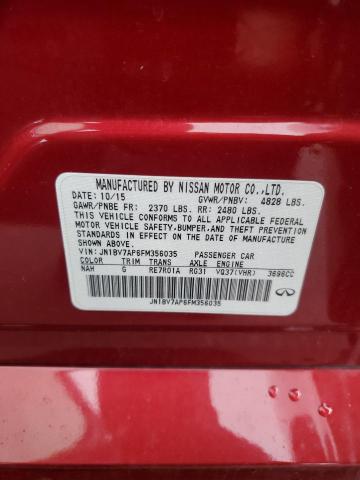 MANUFACTURED BY NISSAN MOTOR CO.,LTD.
DATE: 10/15 GVWR/PNBV: 4828 LBS.
GAWR/PNBE FR: 2370 LBS. RR: 2480 LBS.
THIS VEHICLE CONFORMS TO ALL APPLICABLE FEDERAL
MOTOR VEHICLE SAFETY,BUMPER,AND THEFT PREVENTION
STANDARDS IN EFFECT ON THE DATE OF MANUFACTURE
SHOWN ABOVE.
VIN: JN1BV7AP6FM356035 PASSENGER CAR
COLOR TRIM TRANS AXLE ENGINE
NAH G RE7R01A RG31 VQ37(VHR) 3696CC
JN1BV7AP6FM356035